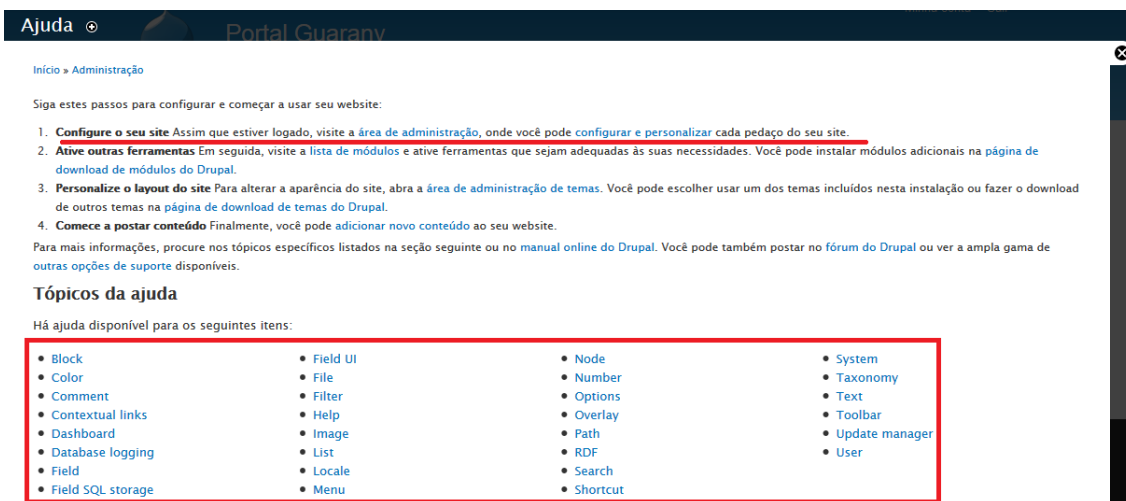 Ajuda
Portal Guarany
Início » Administração
Siga estes passos para configurar e começar a usar seu website:
1. Configure o seu site Assim que estiver logado, visite a área de administração, onde você pode configurar e personalizar cada pedaço do seu site.
2. Ative outras ferramentas Em seguida, visite a lista de módulos e ative ferramentas que sejam adequadas às suas necessidades. Você pode instalar módulos adicionais na página de
download de módulos do Drupal.
3. Personalize o layout do site Para alterar a aparência do site, abra a área de administração de temas. Você pode escolher usar um dos temas incluídos nesta instalação ou fazer o download
de outros temas na página de download de temas do Drupal.
4. Comece a postar conteúdo Finalmente, você pode adicionar novo conteúdo ao seu website.
Para mais informações, procure nos tópicos específicos listados na seção seguinte ou no manual online do Drupal. Você pode também postar no fórum do Drupal ou ver a ampla gama de
outras opções de suporte disponíveis.
Tópicos da ajuda
Há ajuda disponível para os seguintes itens:
Block
Color
Comment
Contextual links
Dashboard
Database logging
Field
Field SQL storage
Field UI
File
Filter
Help
Image
List
Locale
Menu
Node
Number
Options
Overlay
Path
RDF
Search
Shortcut
System
Taxonomy
Text
Toolbar
Update manager
User